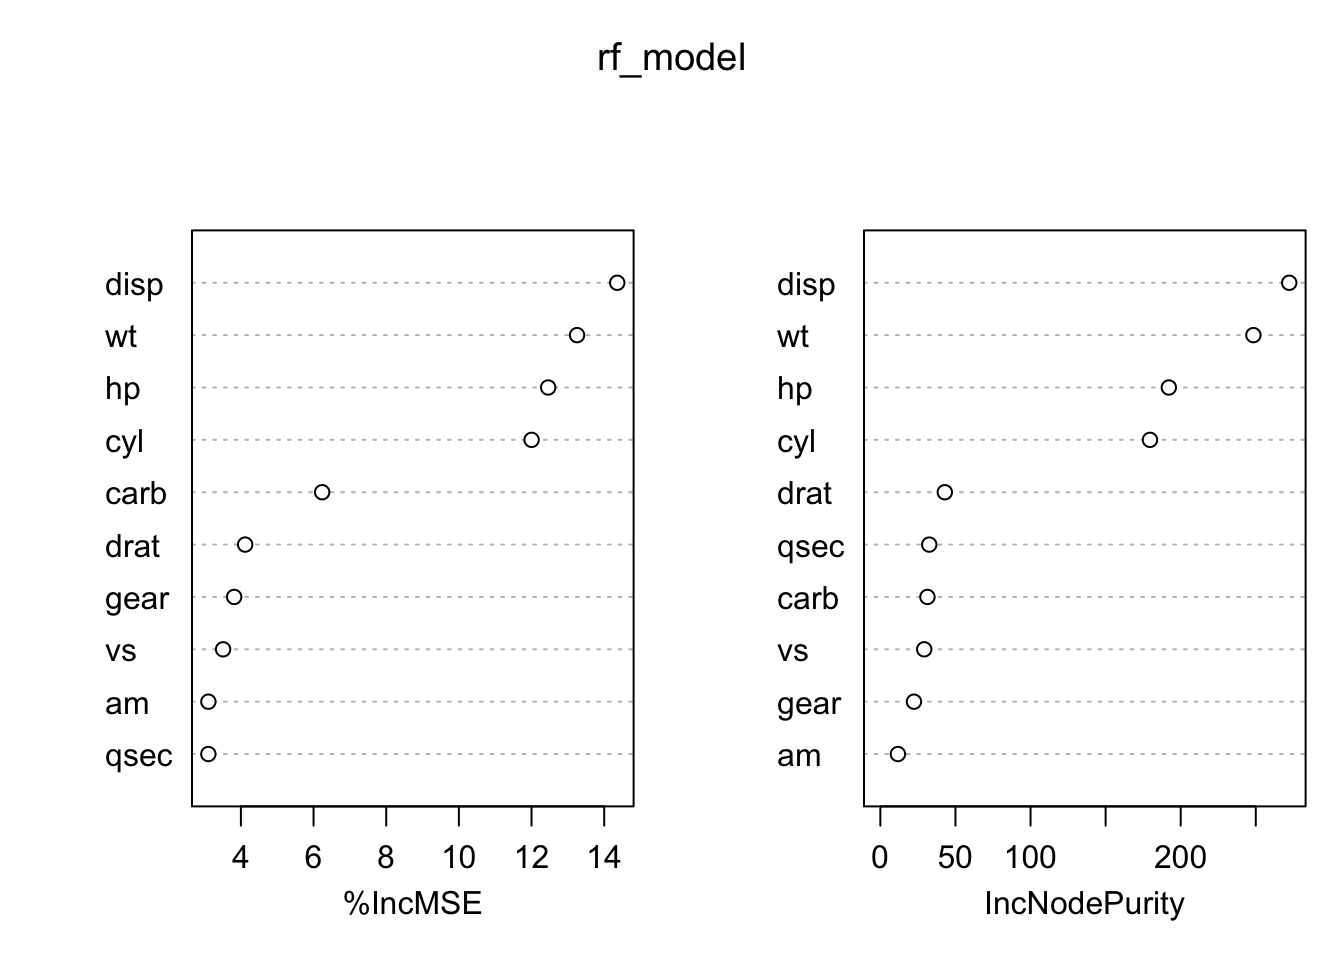 rf_model
disp
wt
hp
cyl
carb
drat
gear
vs
am
qsec
4 6 8 10 12 14
%IncMSE
disp
wt
hp
cyl
drat
qsec
carb
vs
gear
am
0 50 100 200
IncNodePurity